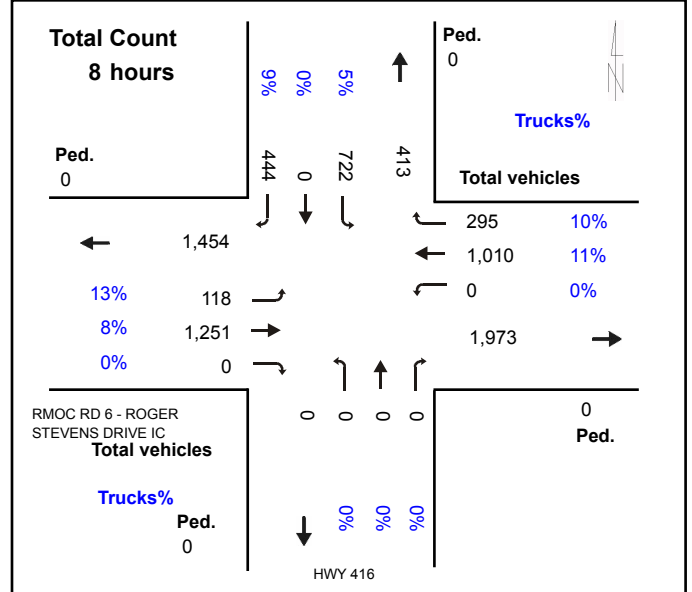 Total Count
8 hours
Ped.
0
9%
0%
5%
444
0
722
413
Ped.
0
N
Trucks%
Total vehicles
295 10%
1,010 11%
0 0%
1,973
1,454
13% 118
8% 1,251
0% 0
RMOC RD 6 - ROGER
STEVENS DRIVE IC
Total vehicles
Trucks%
Ped.
0
0 0 0 0
0% 0% 0%
HWY 416
0
Ped.